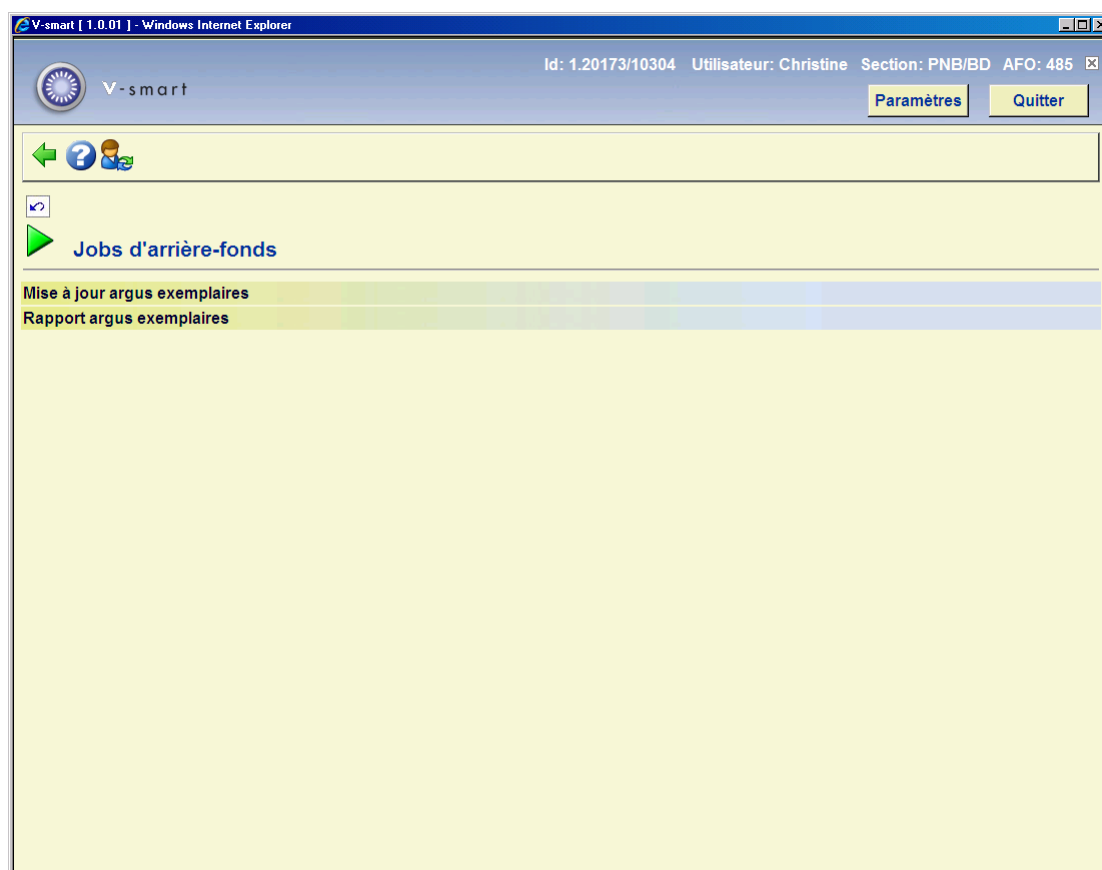 V-smart [ 1.0.01 ] - Windows Internet Explorer
Id: 1.20173/10304 Utilisateur: Christine Section: PNB/BD AFO: 485
V-smart
Paramètres Quitter
Jobs d'arrière-fonds
Mise à jour argus exemplaires
Rapport argus exemplaires